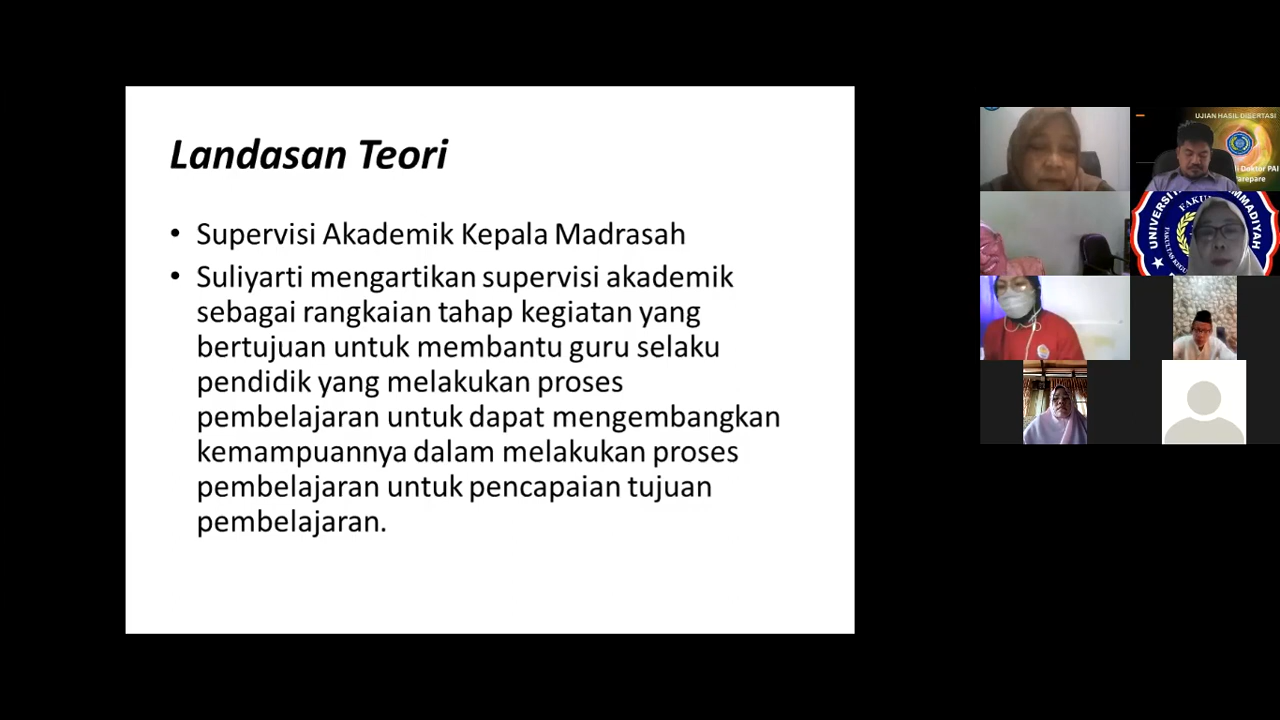 Landasan Teori
• Supervisi Akademik Kepala Madrasah
• Suliyarti mengartikan supervisi akademik
sebagai rangkaian tahap kegiatan yang
bertujuan untuk membantu guru selaku
pendidik yang melakukan proses
pembelajaran untuk dapat mengembangkan
kemampuannya dalam melakukan proses
pembelajaran untuk pencapaian tujuan
pembelajaran.
UJIAN HASIL DISERTASI
Doktor PAI